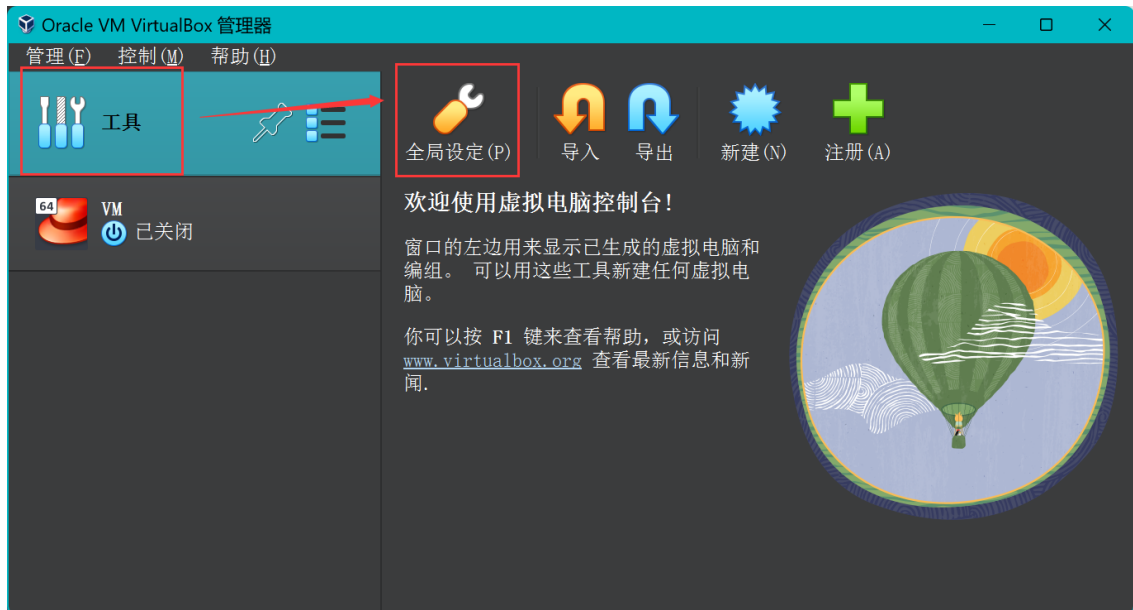 Oracle VM VirtualBox 管理器
管理(F) 控制(M) 帮助(H)
工具
全局设定(P) 导入 导出 新建(N) 注册(A)
64 VM
已关闭
欢迎使用虚拟电脑控制台!
窗口的左边用来显示已生成的虚拟电脑和
编组。 可以用这些工具新建任何虚拟电
脑。
你可以按 F1 键来查看帮助，或访问
www.virtualbox.org 查看最新信息和新
闻.